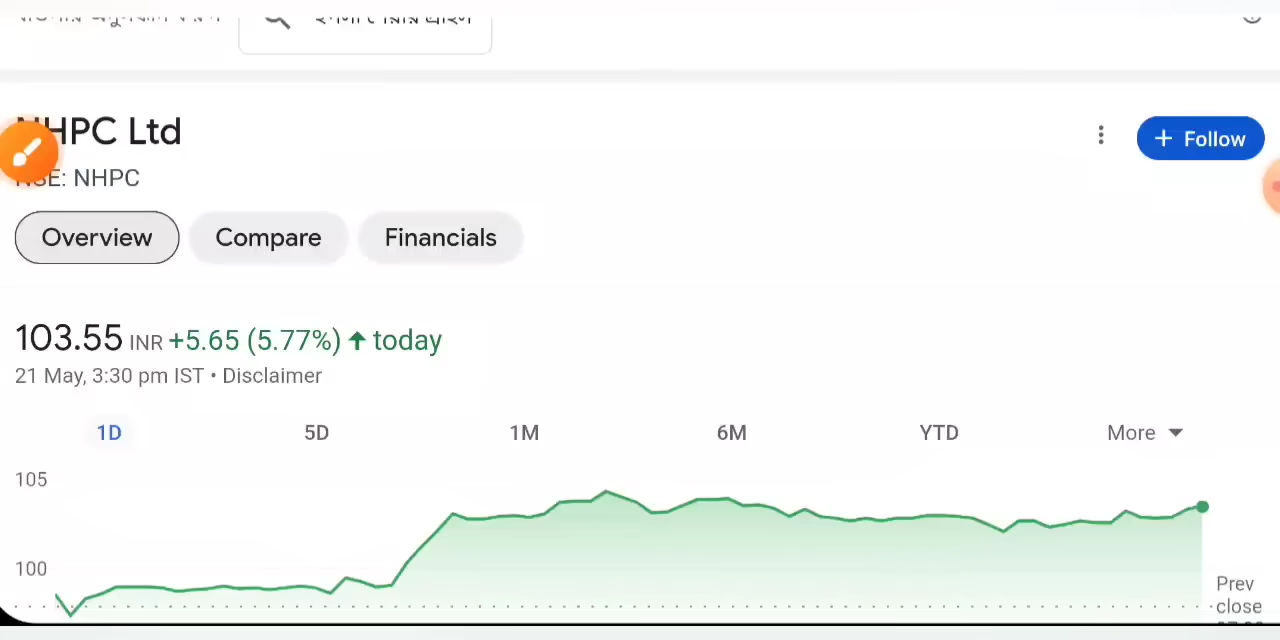 NHPC Ltd
+ Follow
NSE: NHPC
Overview
Compare
Financials
103.55 INR +5.65 (5.77%) ↑ today
21 May, 3:30 pm IST • Disclaimer
1D 5D 1M 6M YTD More
105
100
Prev
close